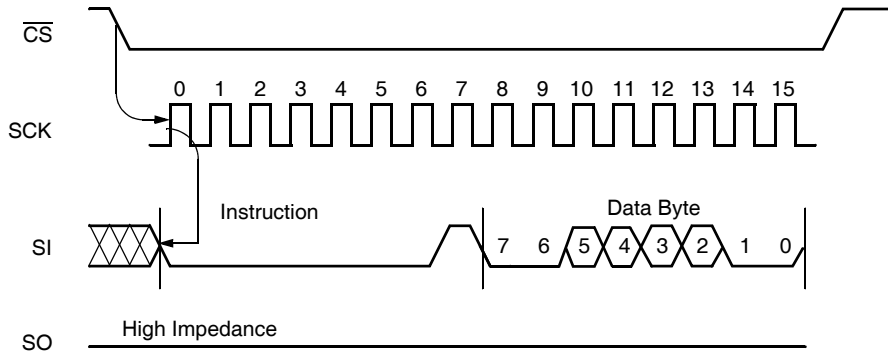 CS
0 1 2 3 4 5 6 7 8 9 10 11 12 13 14 15
SCK
Instruction
Data Byte
SI
7 6 5 4 3 2 1 0
High Impedance
SO